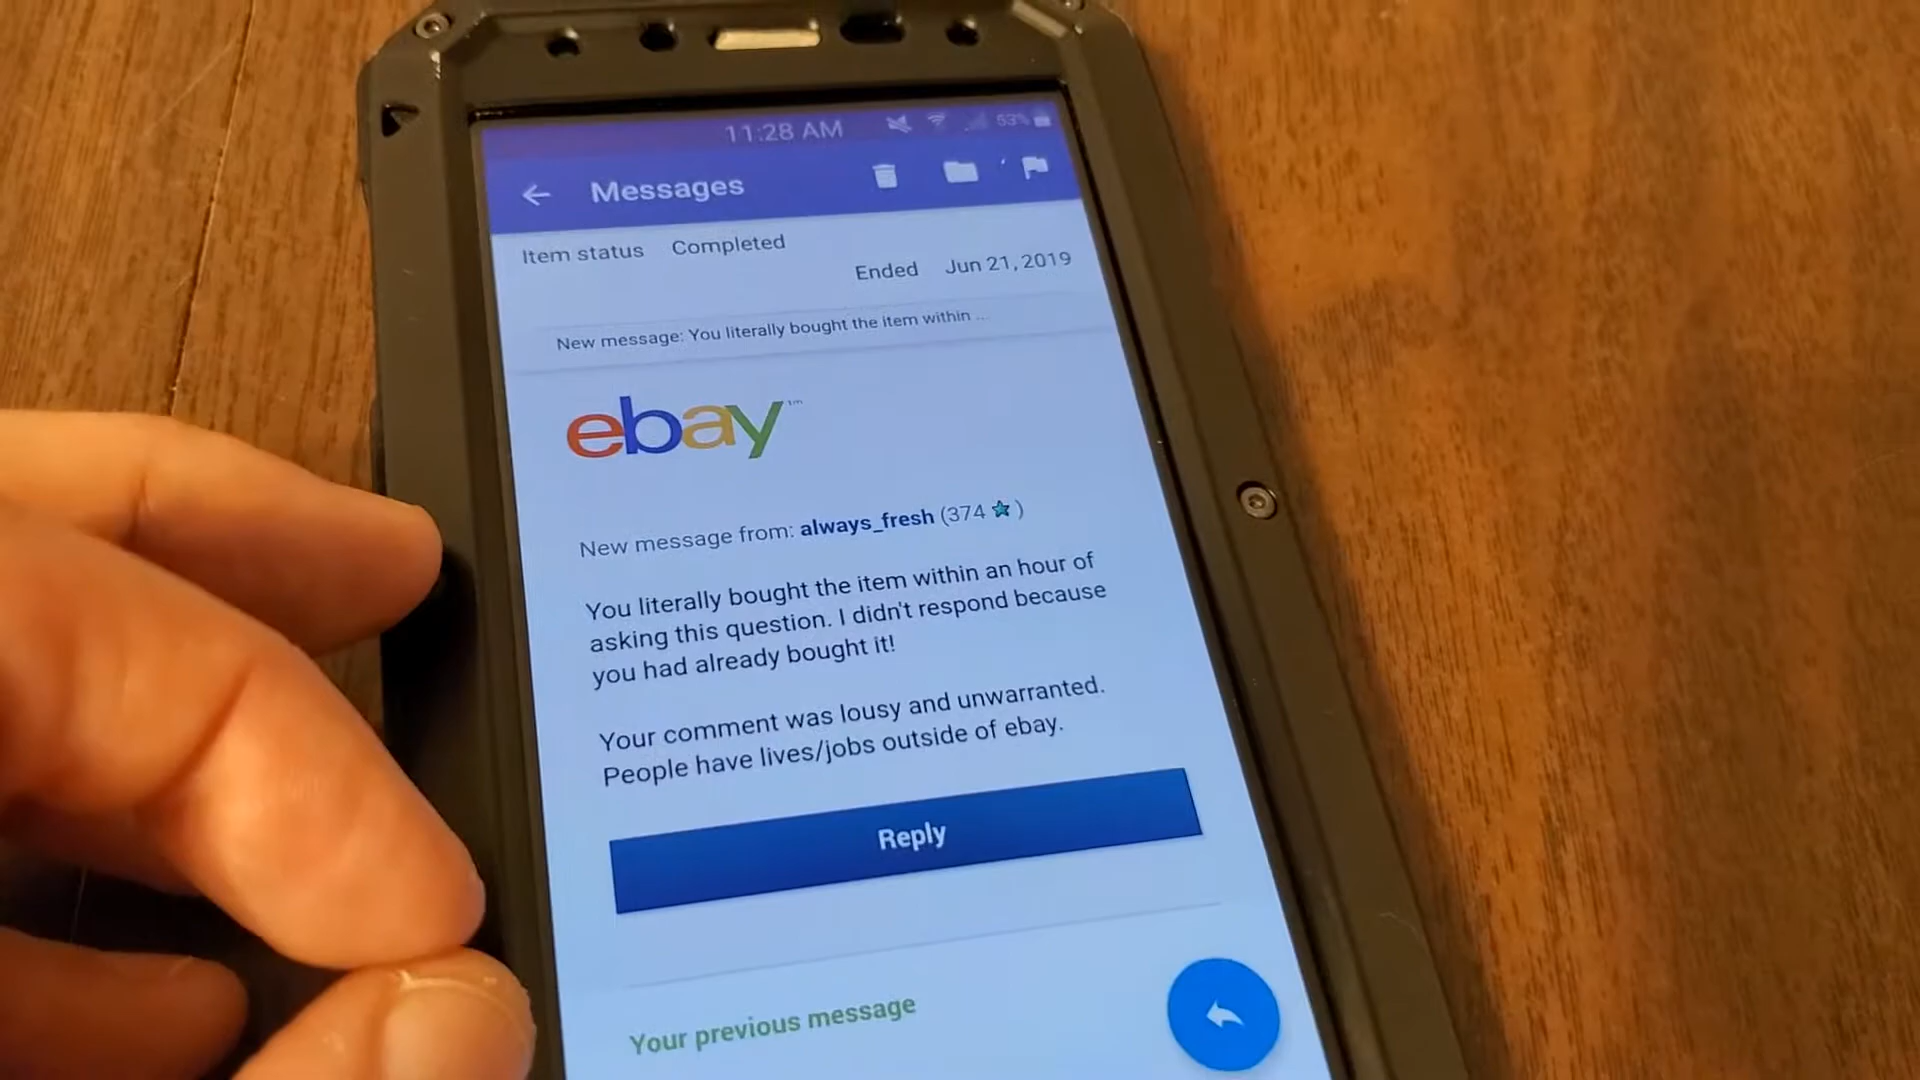 11:28 AM 53%
Messages
Item status Completed
Ended Jun 21, 2019
New message: You literally bought the item within ...
ebay™
New message from: always_fresh (374 ★)
You literally bought the item within an hour of
asking this question. I didn't respond because
you had already bought it!
Your comment was lousy and unwarranted.
People have lives/jobs outside of ebay.
Reply
Your previous message